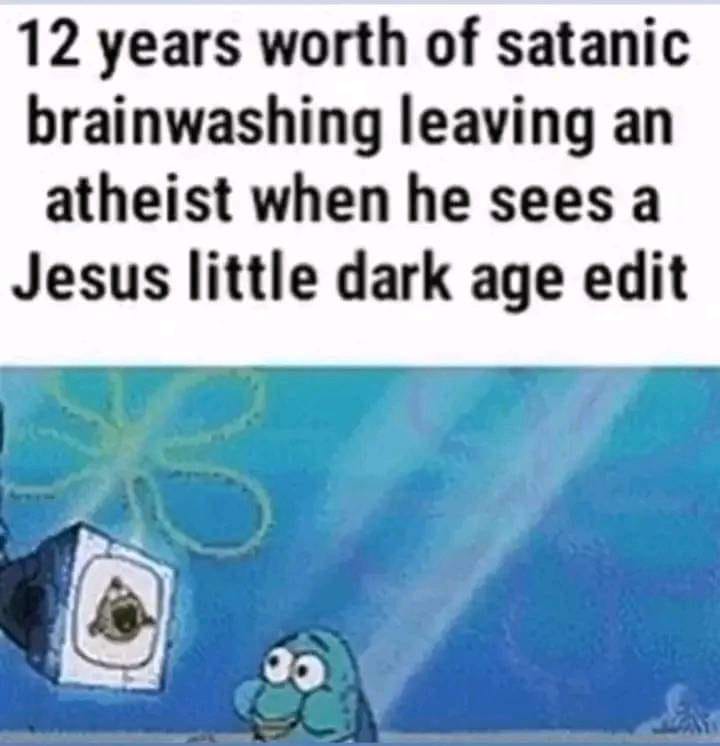 12 years worth of satanic
brainwashing leaving an
atheist when he sees a
Jesus little dark age edit